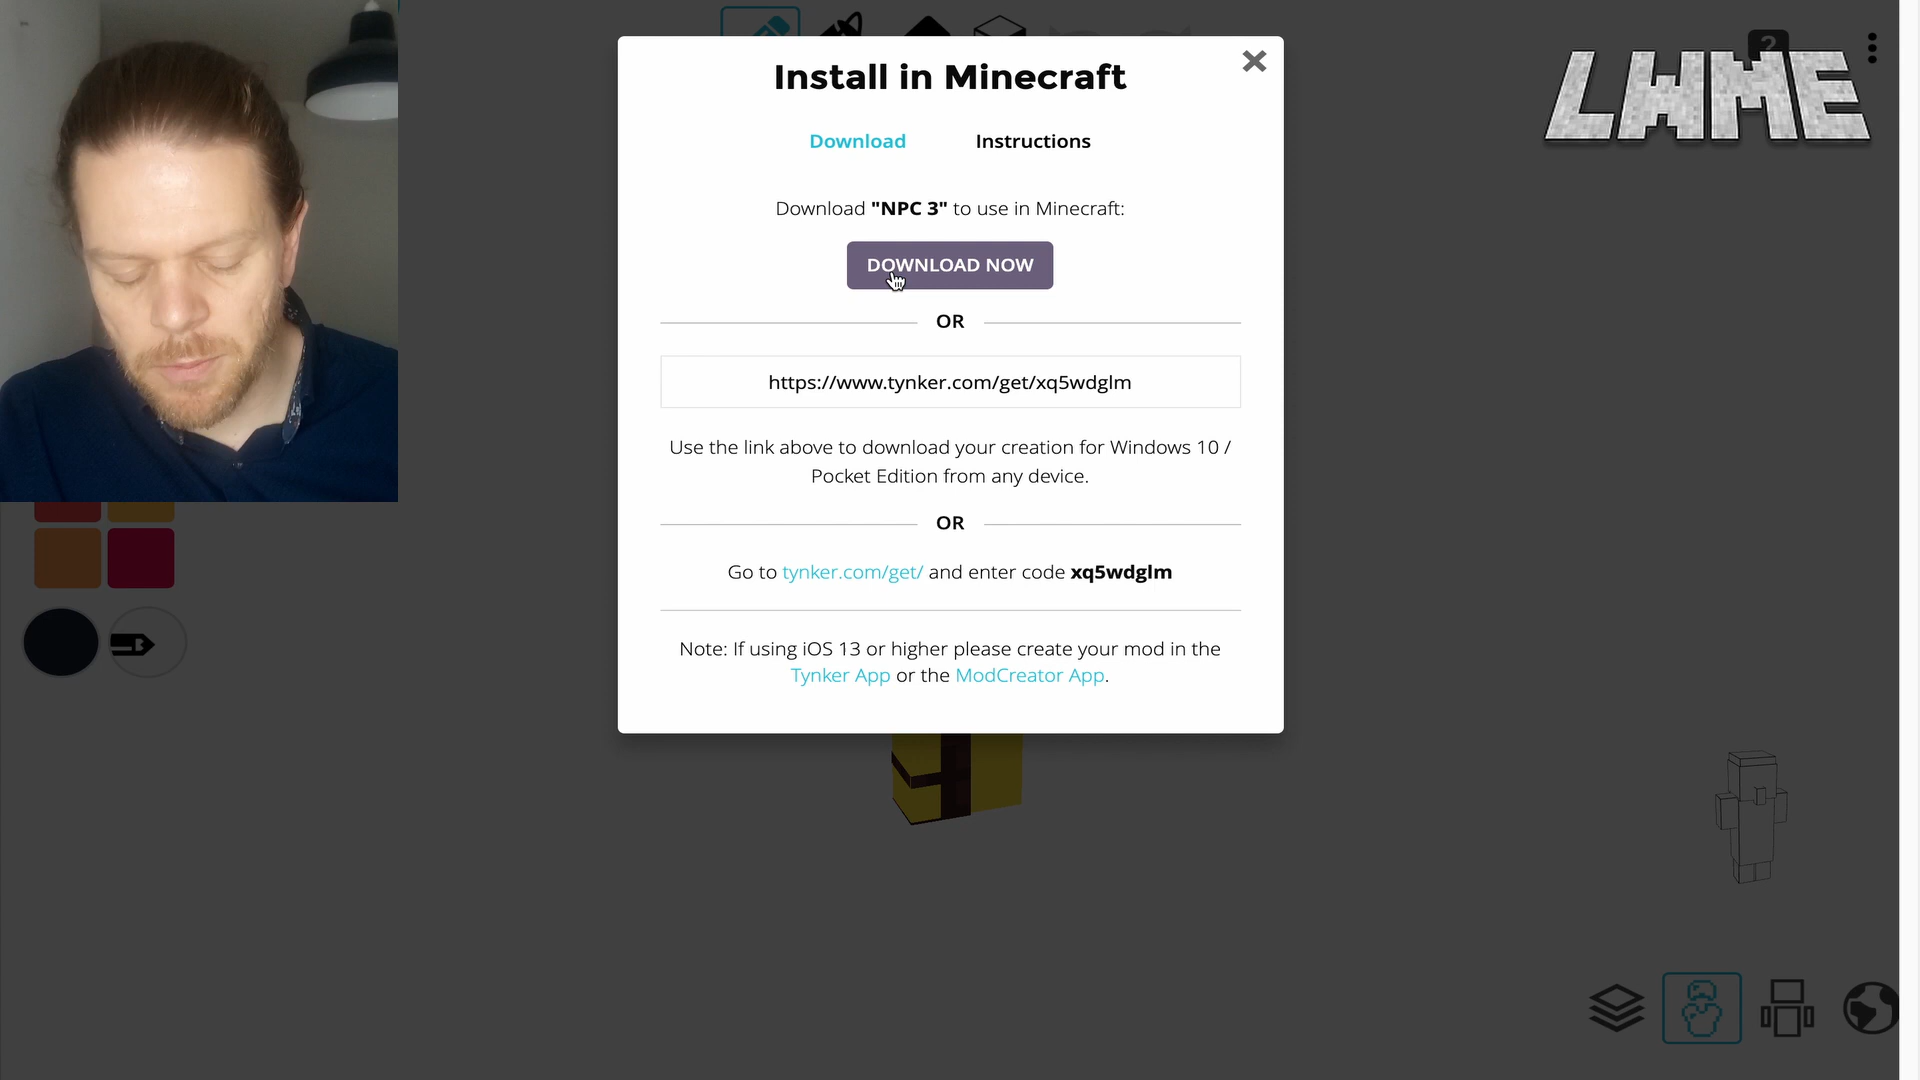 Install in Minecraft
Download Instructions
Download "NPC 3" to use in Minecraft:
DOWNLOAD NOW
OR
https://www.tynker.com/get/xq5wdglm
Use the link above to download your creation for Windows 10 /
Pocket Edition from any device.
OR
Go to tynker.com/get/ and enter code xq5wdglm
Note: If using iOS 13 or higher please create your mod in the
Tynker App or the ModCreator App.
?
LWME